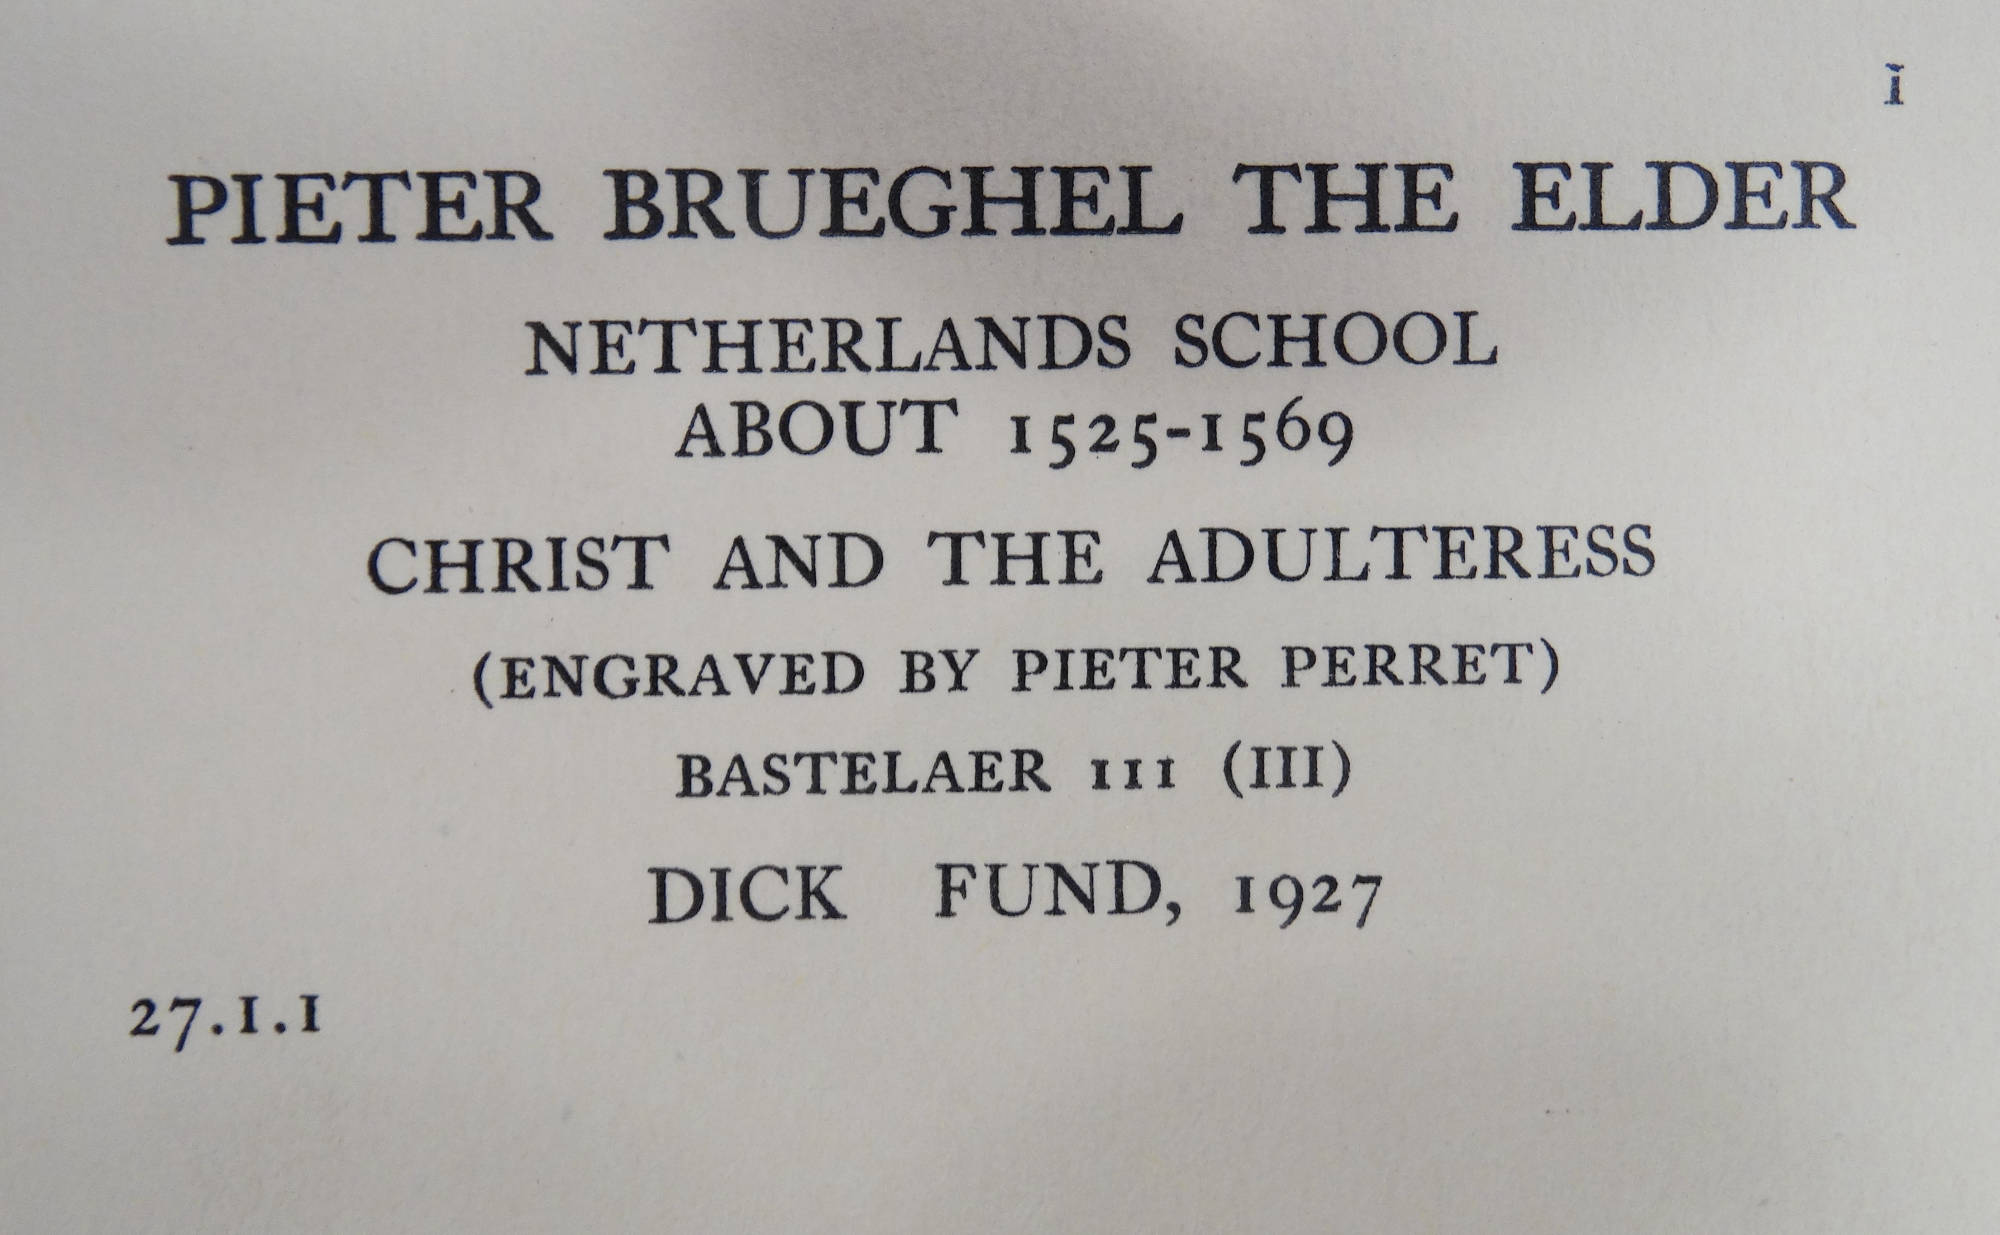 1
PIETER BRUEGHEL THE ELDER
NETHERLANDS SCHOOL
ABOUT 1525-1569
CHRIST AND THE ADULTERESS
(ENGRAVED BY PIETER PERRET)
BASTELAER 111 (III)
DICK FUND, 1927
27.1.1